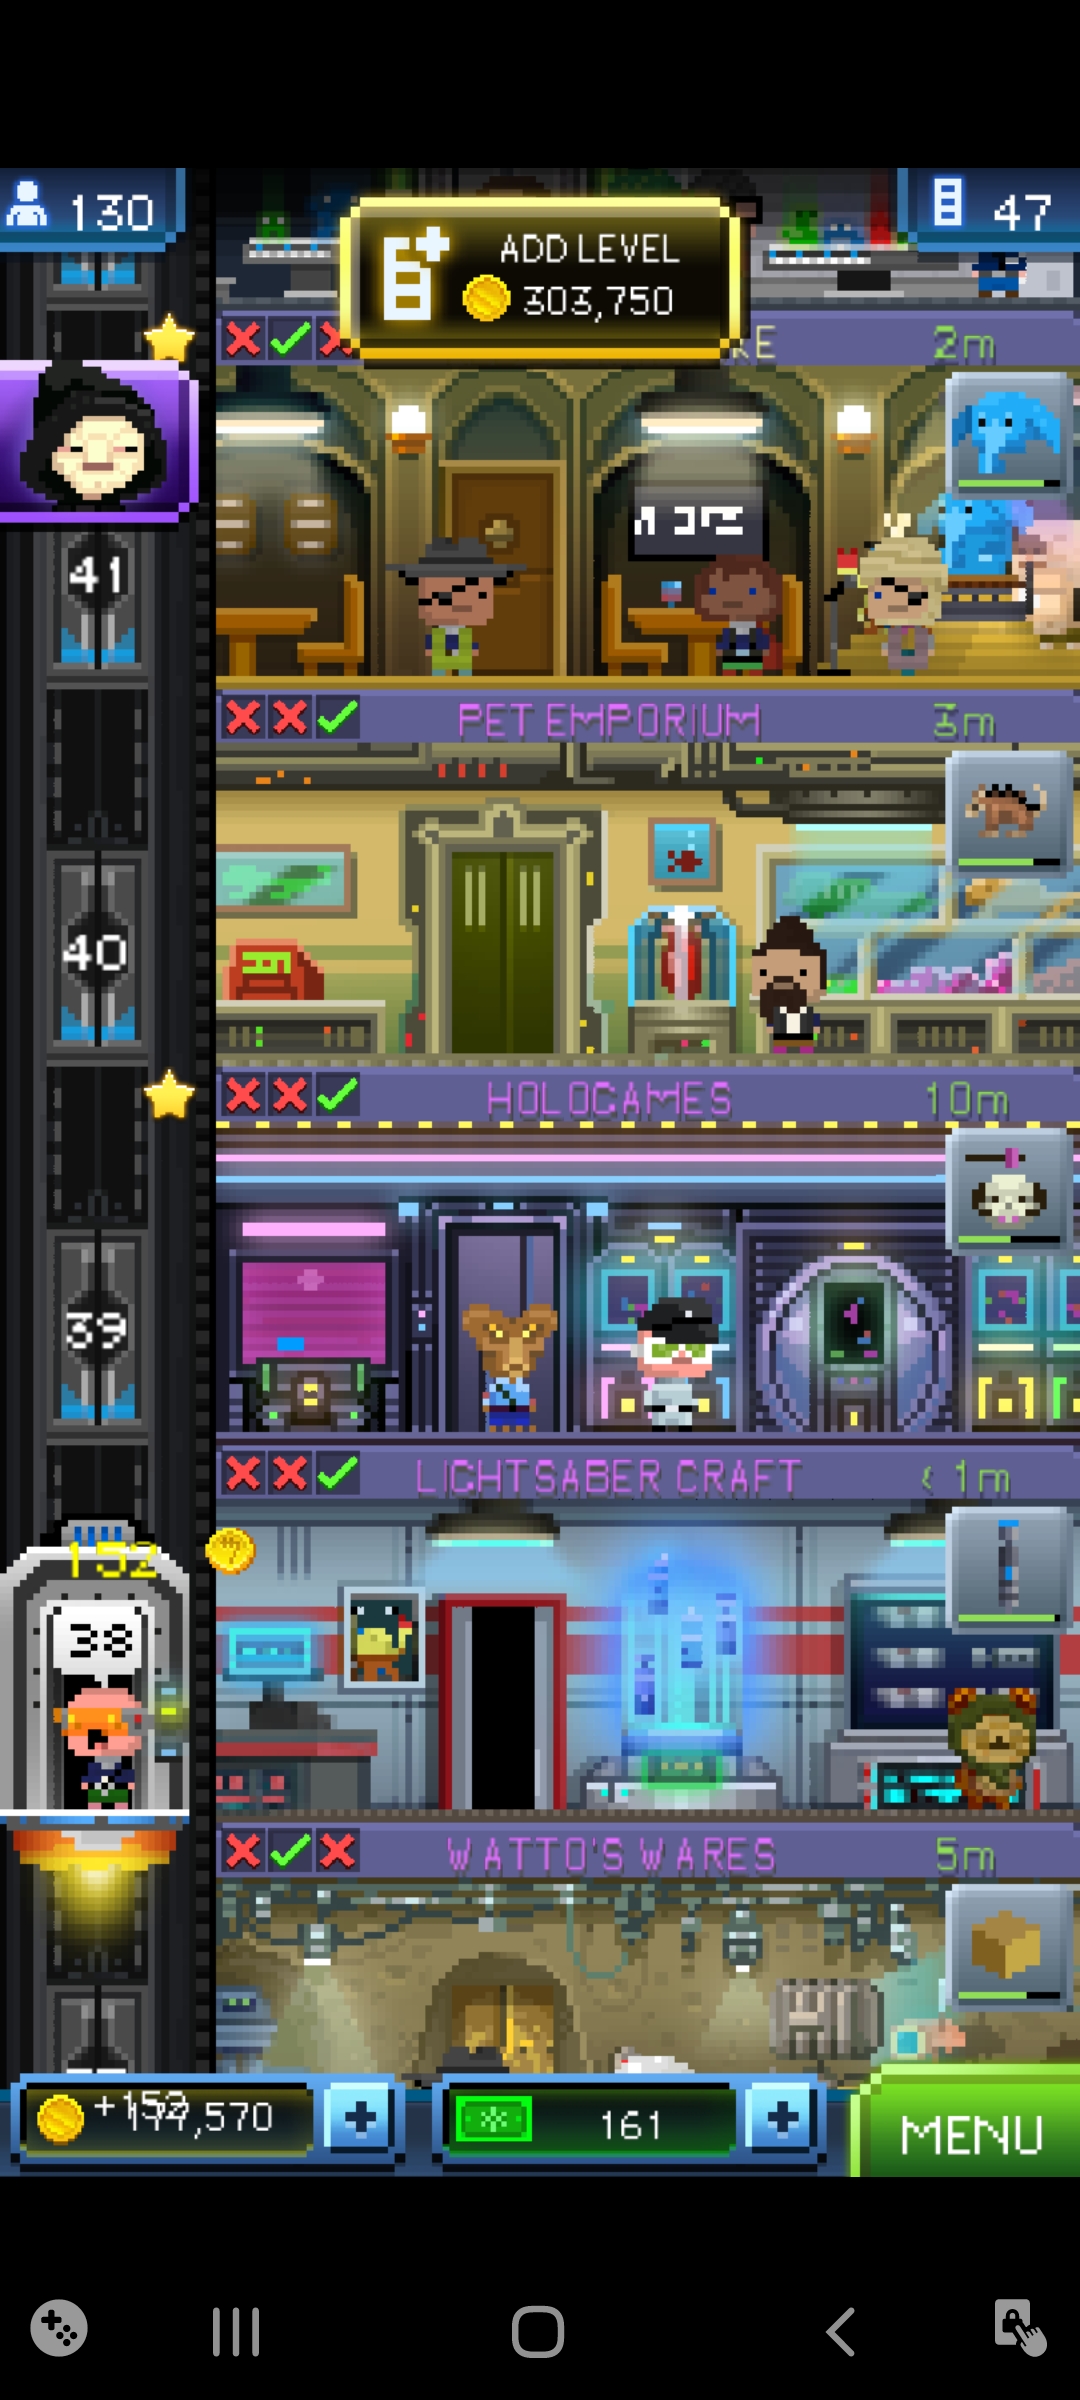 130
ADD LEVEL
303,750
47
KE 2m
41
PET EMPORIUM 3m
40
HOLOGAMES 10m
39
LIGHTSABER CRAFT < 1m
152
38
WATTO'S WARES 5m
+152
,570
161
MENU